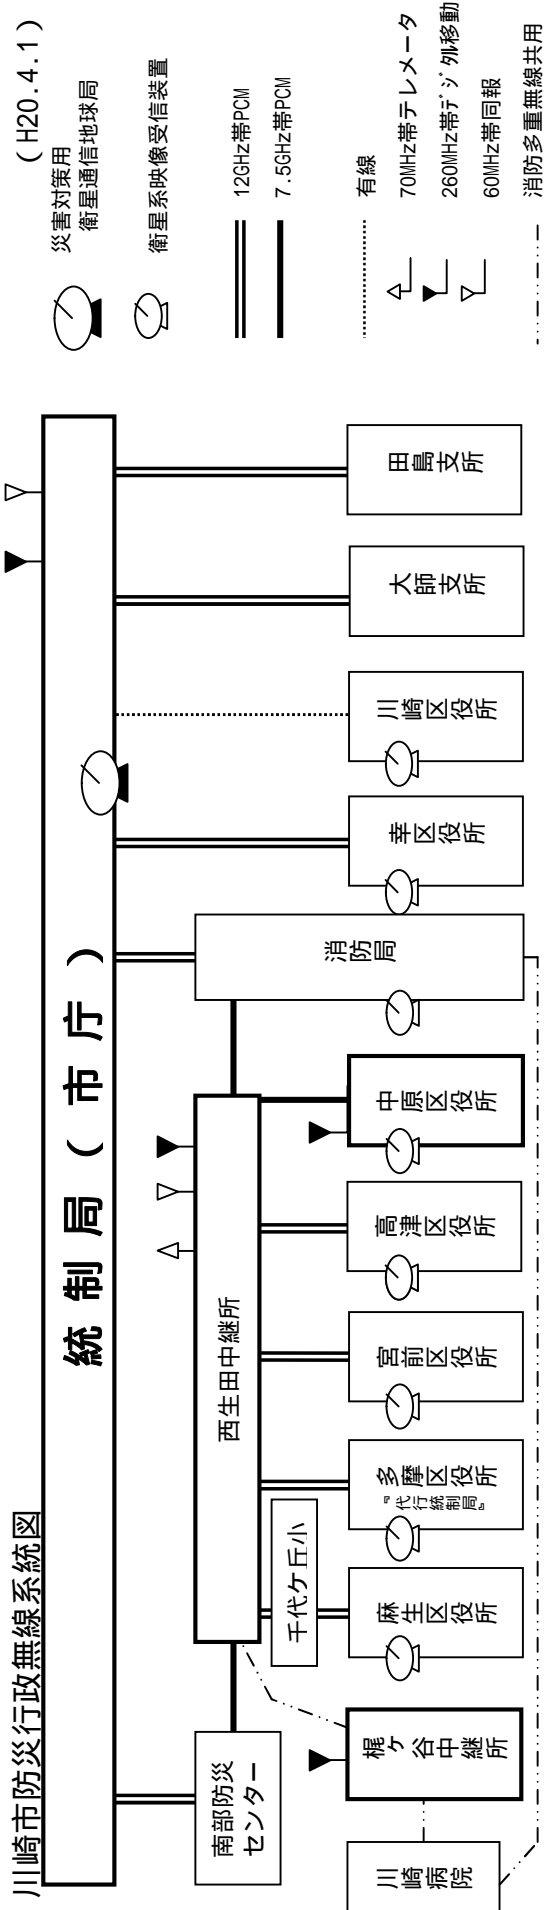 川崎市防災行政無線系統図
（H20.4.1）
統制局（市庁）
南部防災
センター
西生田中継所
消防局
千代ケ丘小
川崎病院
梶ケ谷中継所
麻生区役所
多摩区役所
『代行統制局』
宮前区役所
高津区役所
中原区役所
幸区役所
川崎区役所
大師支所
田島支所
災害対策用
衛星通信地球局
衛星系映像受信装置
12GHz帯PCM
7.5GHz帯PCM
有線
70MHz帯テレメータ
260MHz帯ﾃﾞｼﾞﾀﾙ移動
60MHz帯同報
消防多重無線共用